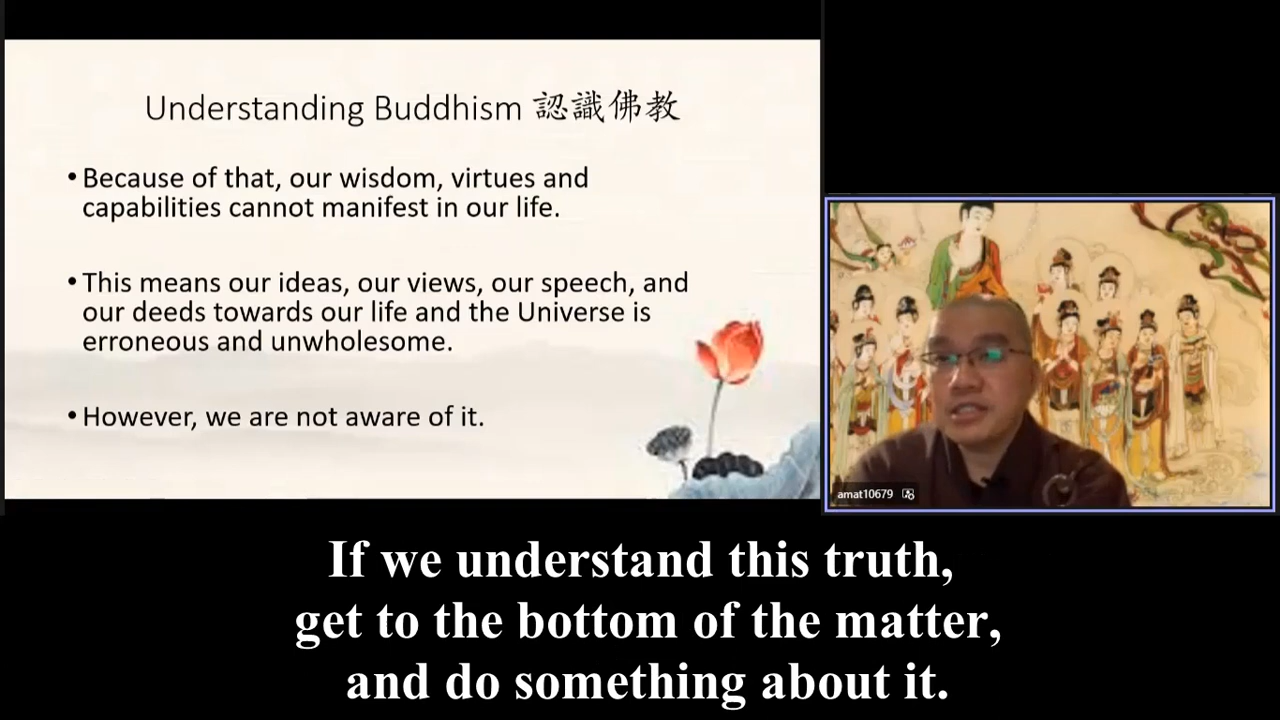 Understanding Buddhism 認識佛教
• Because of that, our wisdom, virtues and
capabilities cannot manifest in our life.
• This means our ideas, our views, our speech, and
our deeds towards our life and the Universe is
erroneous and unwholesome.
• However, we are not aware of it.
amat10679
If we understand this truth,
get to the bottom of the matter,
and do something about it.